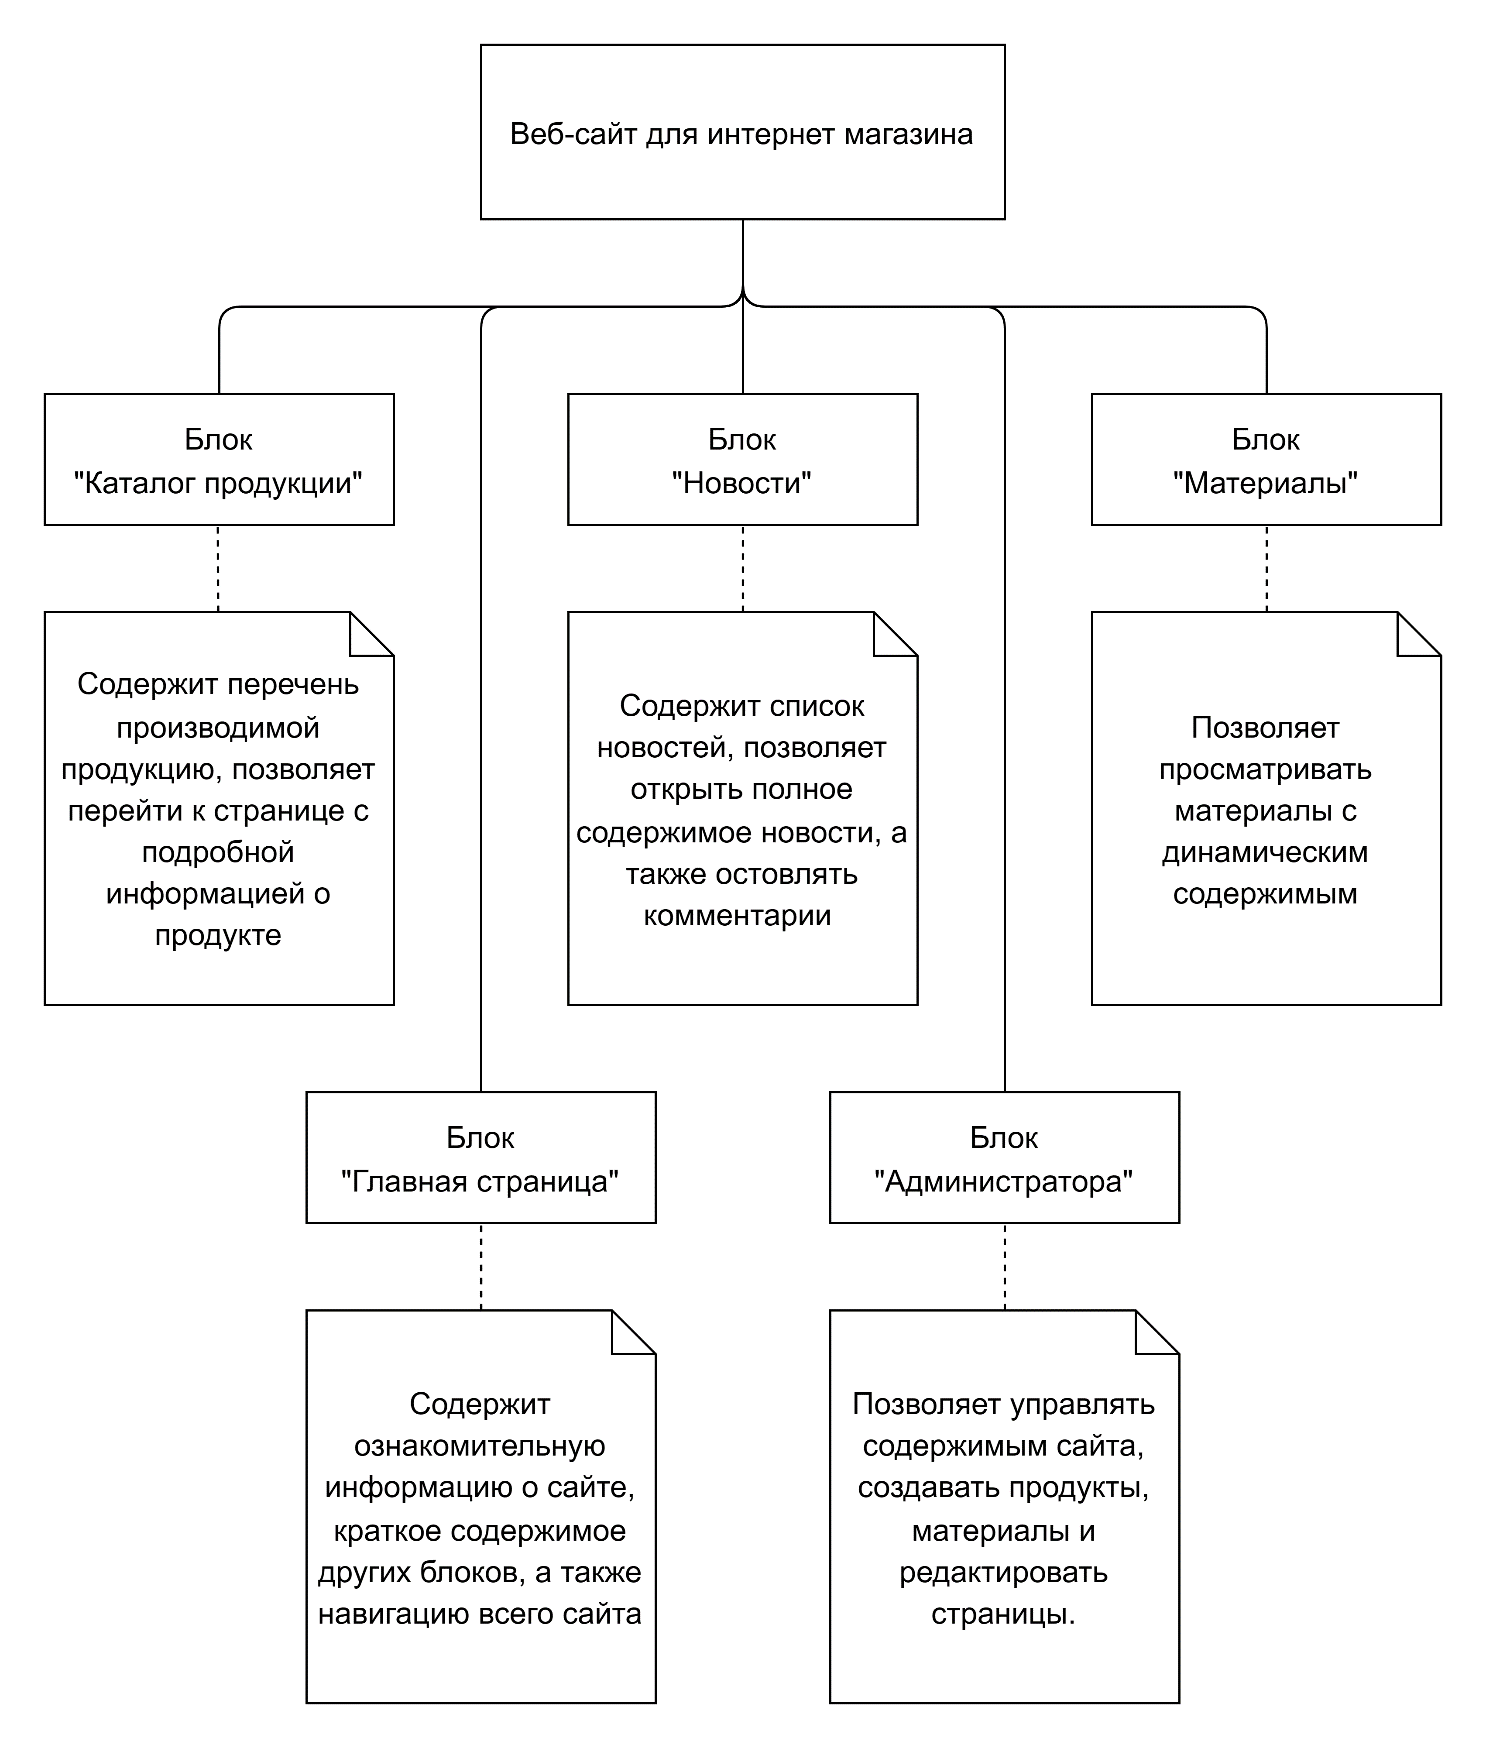 Веб-сайт для интернет магазина
Блок
"Каталог продукции"
Блок
"Новости"
Блок
"Материалы"
Содержит перечень
производимой
продукцию, позволяет
перейти к странице с
подробной
информацией о
продукте
Содержит список
новостей, позволяет
открыть полное
содержимое новости, а
также остовлять
комментарии
Позволяет
просматривать
материалы с
динамическим
содержимым
Блок
"Главная страница"
Блок
"Администратора"
Содержит
ознакомительную
информацию о сайте,
краткое содержимое
других блоков, а также
навигацию всего сайта
Позволяет управлять
содержимым сайта,
создавать продукты,
материалы и
редактировать
страницы.